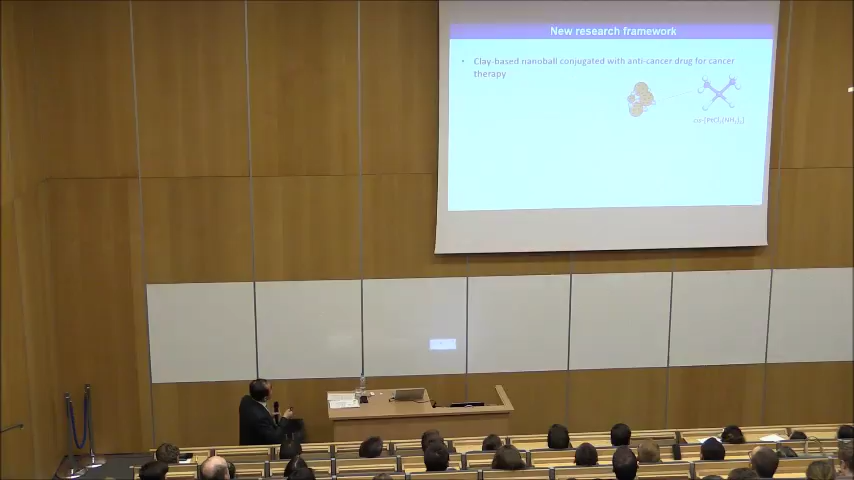 New research framework
• Clay-based nanoball conjugated with anti-cancer drug for cancer
therapy
cis-[PtCl₂(NH₃)₂]